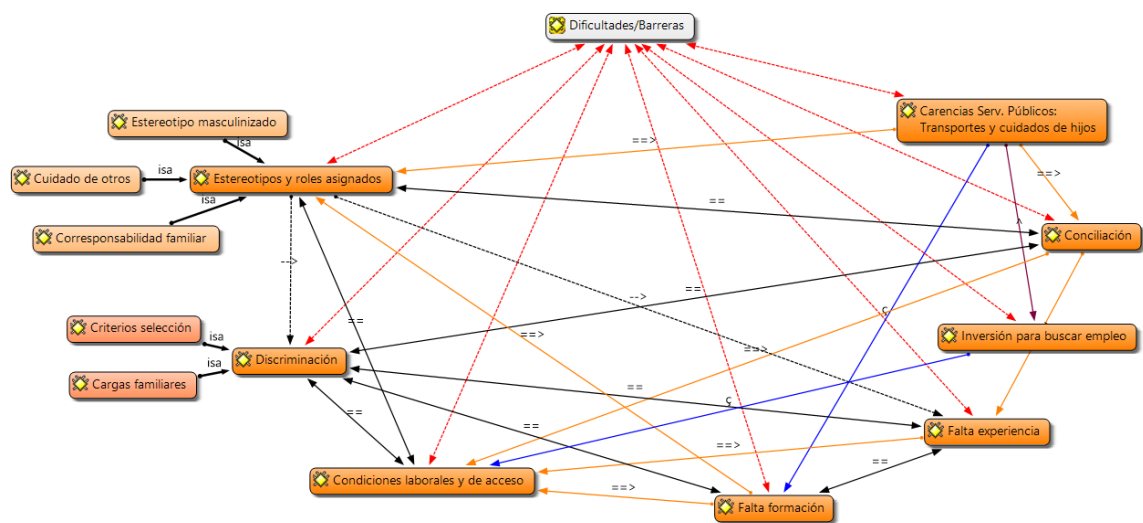 Dificultades/Barreras
Carencias Serv. Públicos:
Transportes y cuidados de hijos
Estereotipo masculinizado
isa
==>
==>
isa
Cuidado de otros
Estereotipos y roles asignados
isa
==
Corresponsabilidad familiar
^
Conciliación
-->
==
-->
ç
Criterios selección
isa
==
==>
==>
Inversión para buscar empleo
Discriminación
isa
==
Cargas familiares
ç
==
==
Falta experiencia
==>
==
Condiciones laborales y de acceso
==>
Falta formación